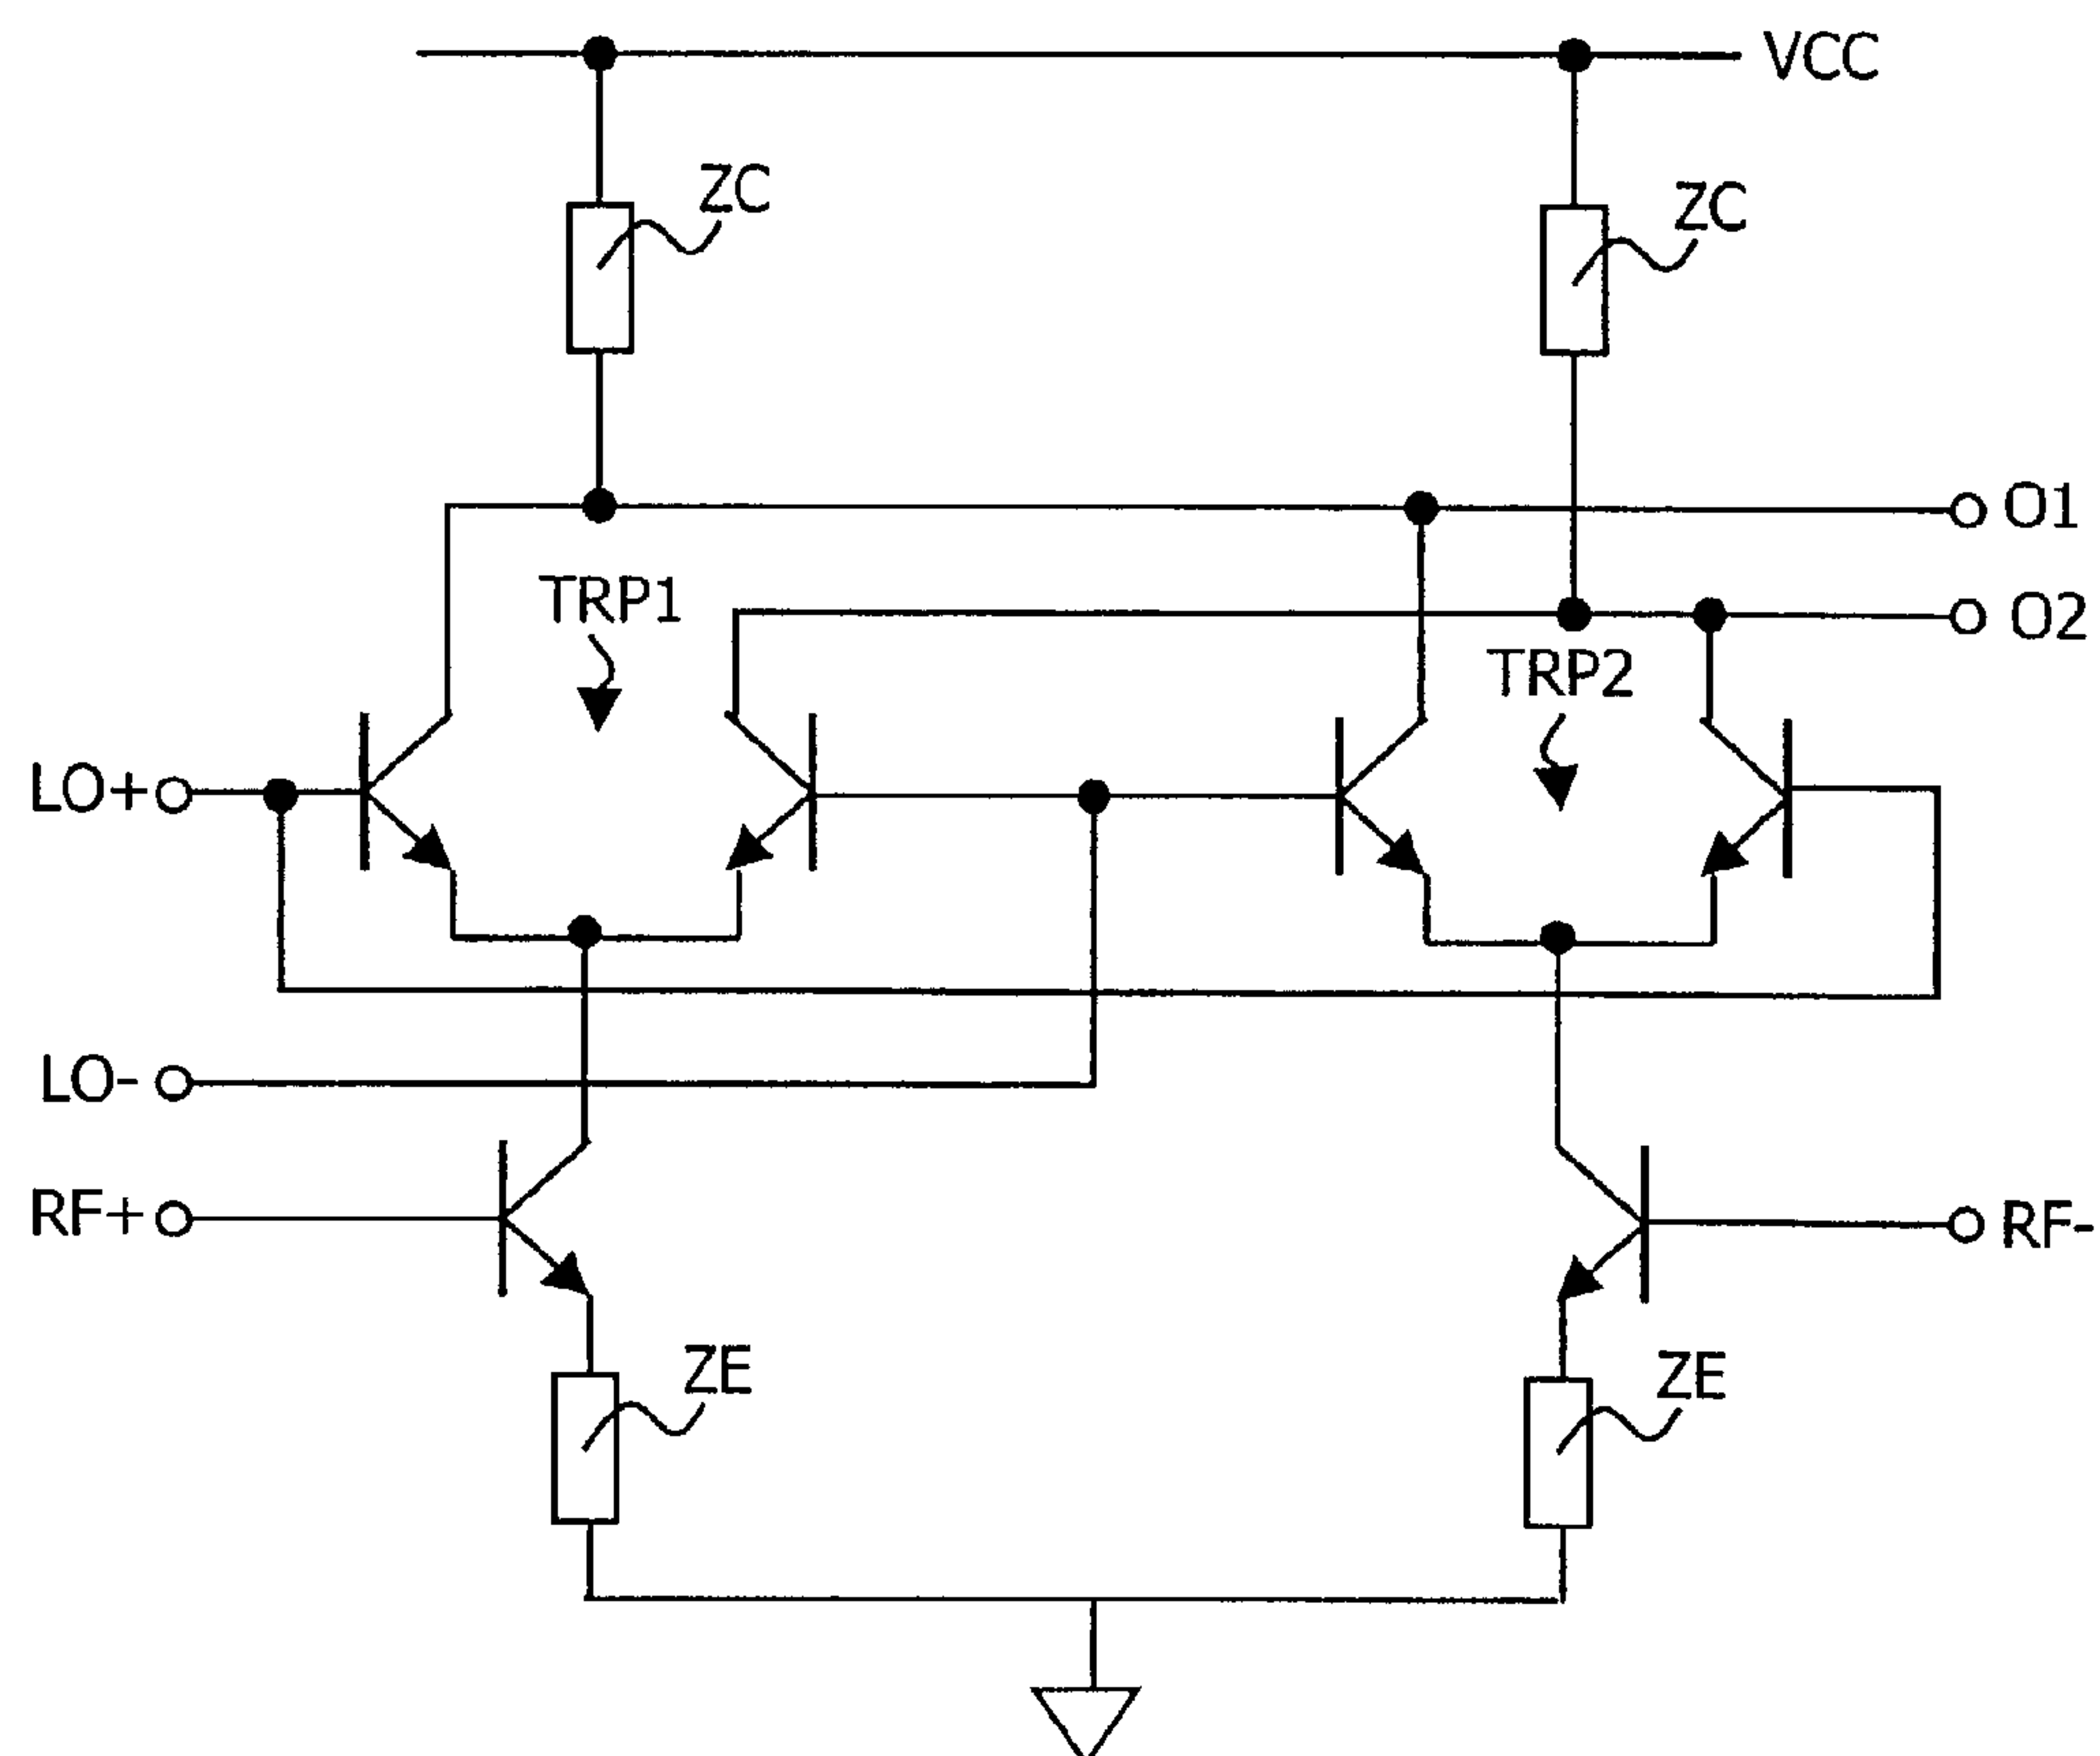 VCC
ZC
ZC
O1
O2
TRP1
TRP2
LO+
LO-
RF+
RF-
ZE
ZE